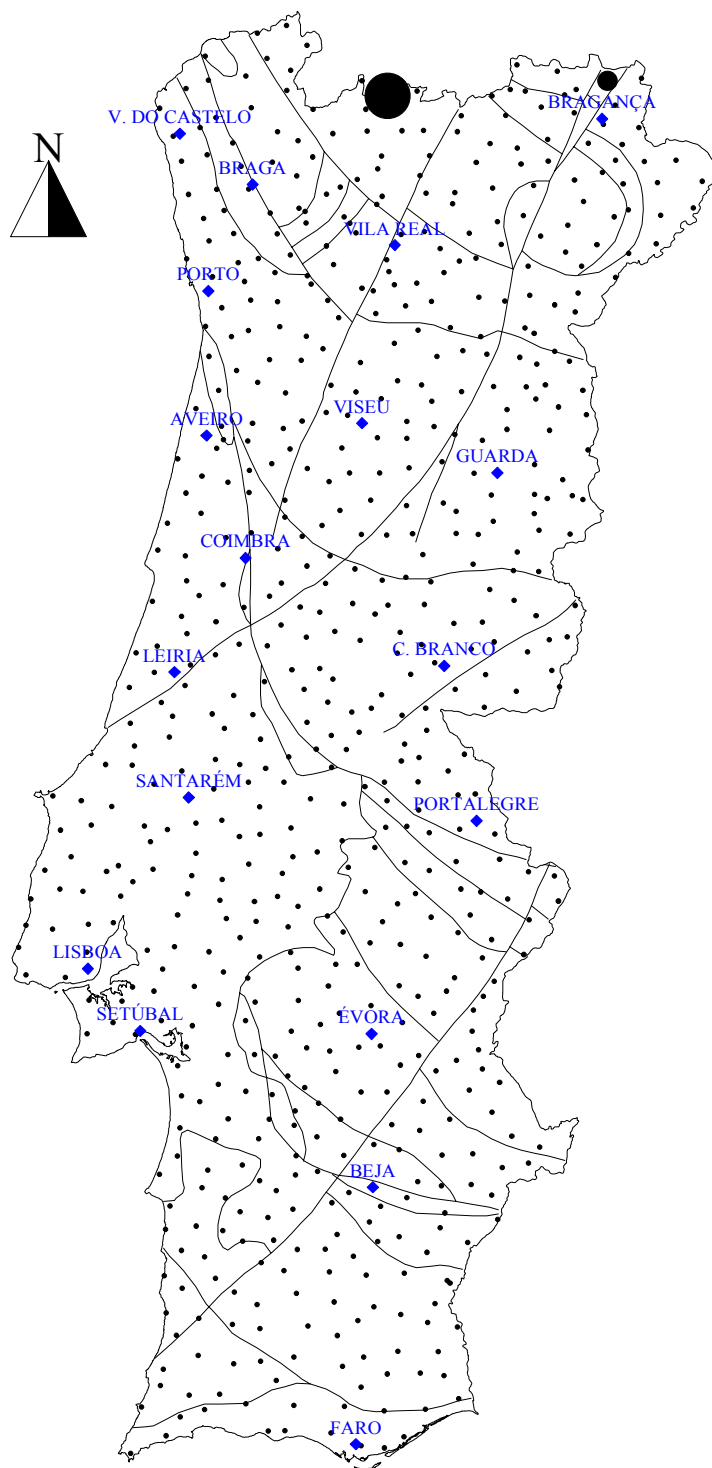 V. DO CASTELO
BRAGANÇA
N
BRAGA
VILA REAL
PORTO
VISEU
AVEIRO
GUARDA
COIMBRA
C. BRANCO
LEIRIA
SANTARÉM
PORTALEGRE
LISBOA
SETÚBAL
ÉVORA
BEJA
FARO